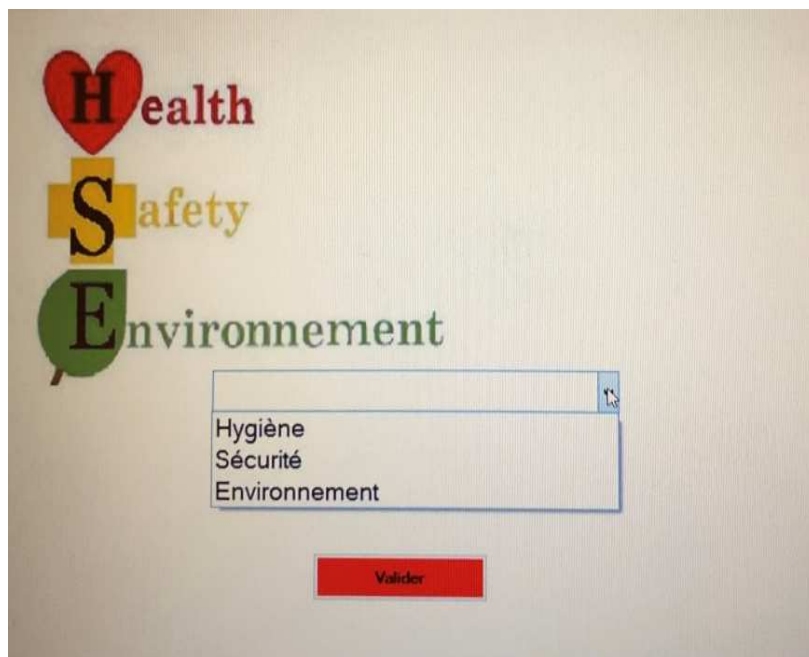 Health
Safety
Environnement
Hygiène
Sécurité
Environnement
Valider